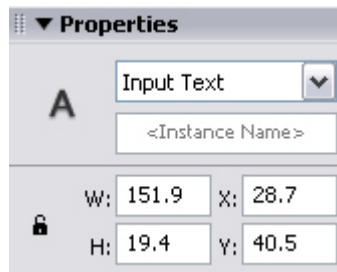 ▼ Properties
A
Input Text
<Instance Name>
W: 151.9 X: 28.7
H: 19.4 Y: 40.5